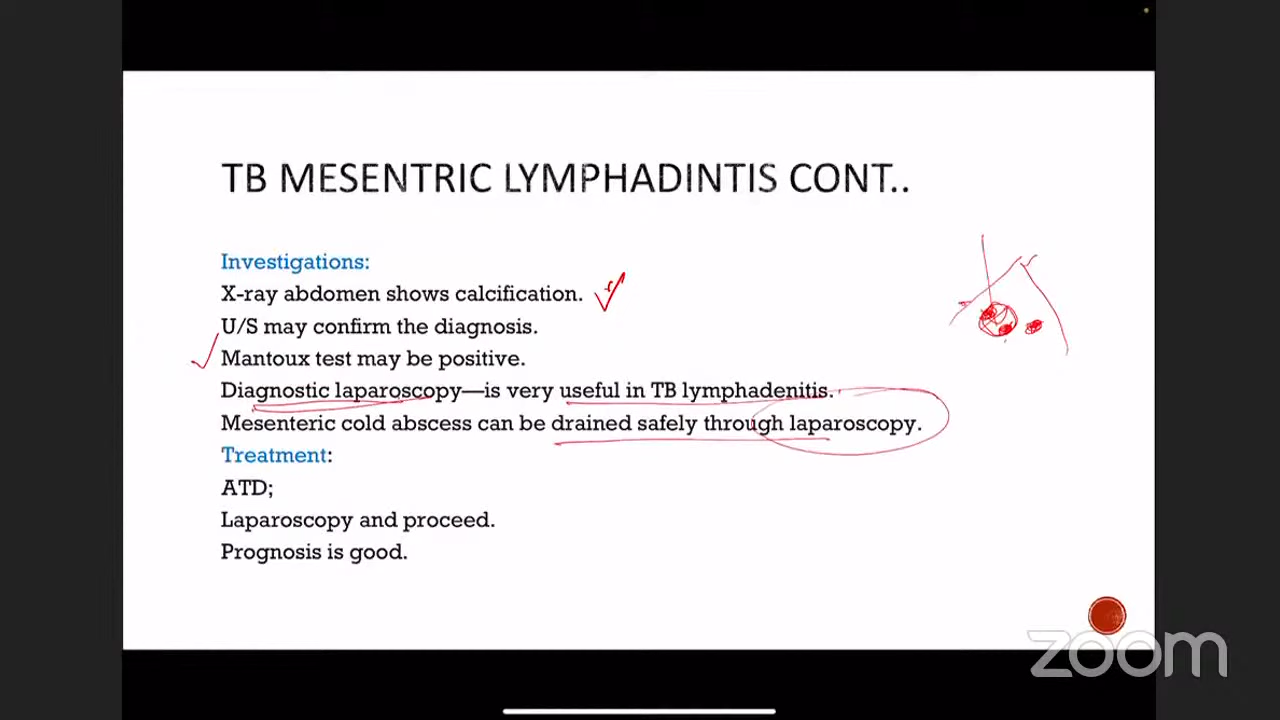 TB MESENTRIC LYMPHADINTIS CONT..
Investigations:
X-ray abdomen shows calcification.
U/S may confirm the diagnosis.
Mantoux test may be positive.
Diagnostic laparoscopy—is very useful in TB lymphadenitis.
Mesenteric cold abscess can be drained safely through laparoscopy.
Treatment:
ATD;
Laparoscopy and proceed.
Prognosis is good.
zoom